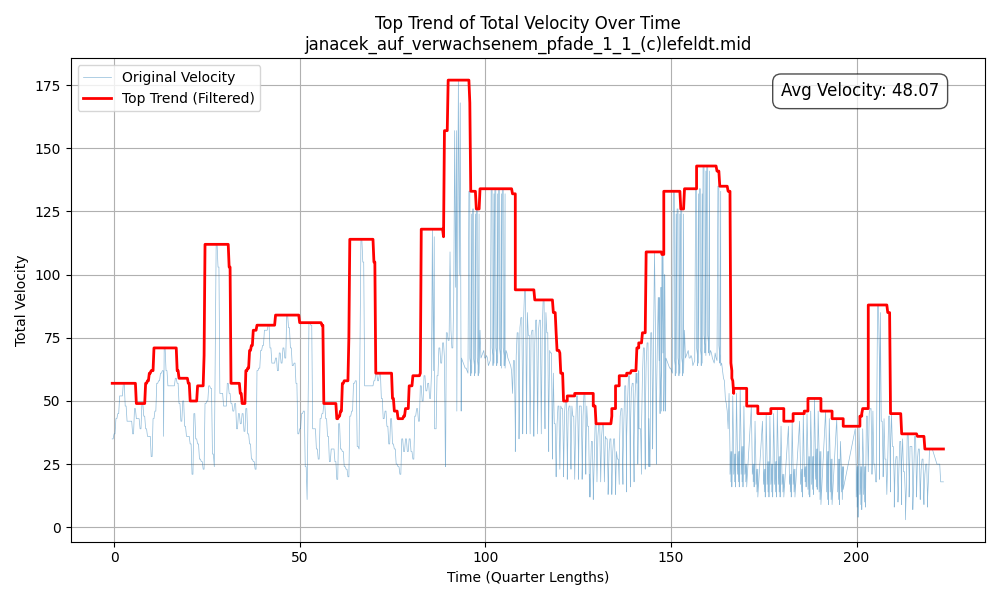 Top Trend of Total Velocity Over Time
janacek_auf_verwachsenem_pfade_1_1_(c)lefeldt.mid
Original Velocity
Top Trend (Filtered)
Avg Velocity: 48.07
Total Velocity
175
150
125
100
75
50
25
0
0
50
100
150
200
Time (Quarter Lengths)